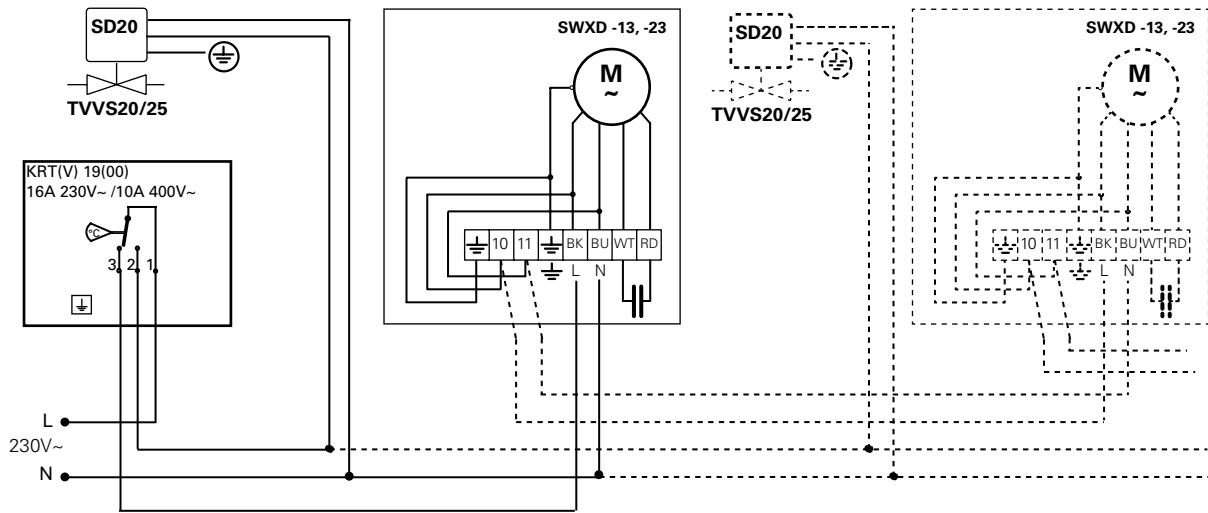 SD20
TVVS20/25
KRT(V) 19(00)
16A 230V~ /10A 400V~
°C
3 2 1
L
230V~
N
SWXD -13, -23
M
~
10 11 BK BU WT RD
L N
SD20
TVVS20/25
SWXD -13, -23
M
~
10 11 BK BU WT RD
L N